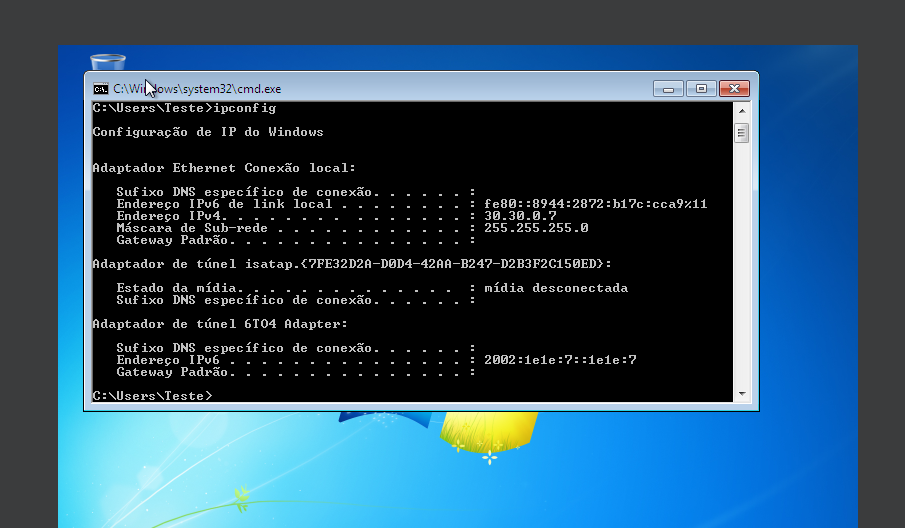 C:\Windows\system32\cmd.exe
C:\Users\Teste>ipconfig
Configuração de IP do Windows
Adaptador Ethernet Conexão local:
Sufixo DNS específico de conexão. . . . . . :
Endereço IPv6 de link local . . . . . . . . : fe80::8944:2872:b17c:cca9%11
Endereço IPv4. . . . . . . . . . . . . . . : 30.30.0.7
Máscara de Sub-rede . . . . . . . . . . . . : 255.255.255.0
Gateway Padrão. . . . . . . . . . . . . . . :
Adaptador de túnel isatap.{7FE32D2A-D0D4-42AA-B247-D2B3F2C150ED}:
Estado da mídia. . . . . . . . . . . . . . : mídia desconectada
Sufixo DNS específico de conexão. . . . . . :
Adaptador de túnel 6TO4 Adapter:
Sufixo DNS específico de conexão. . . . . . :
Endereço IPv6 . . . . . . . . . . . . . . . : 2002:1e1e:7::1e1e:7
Gateway Padrão. . . . . . . . . . . . . . . :
C:\Users\Teste>